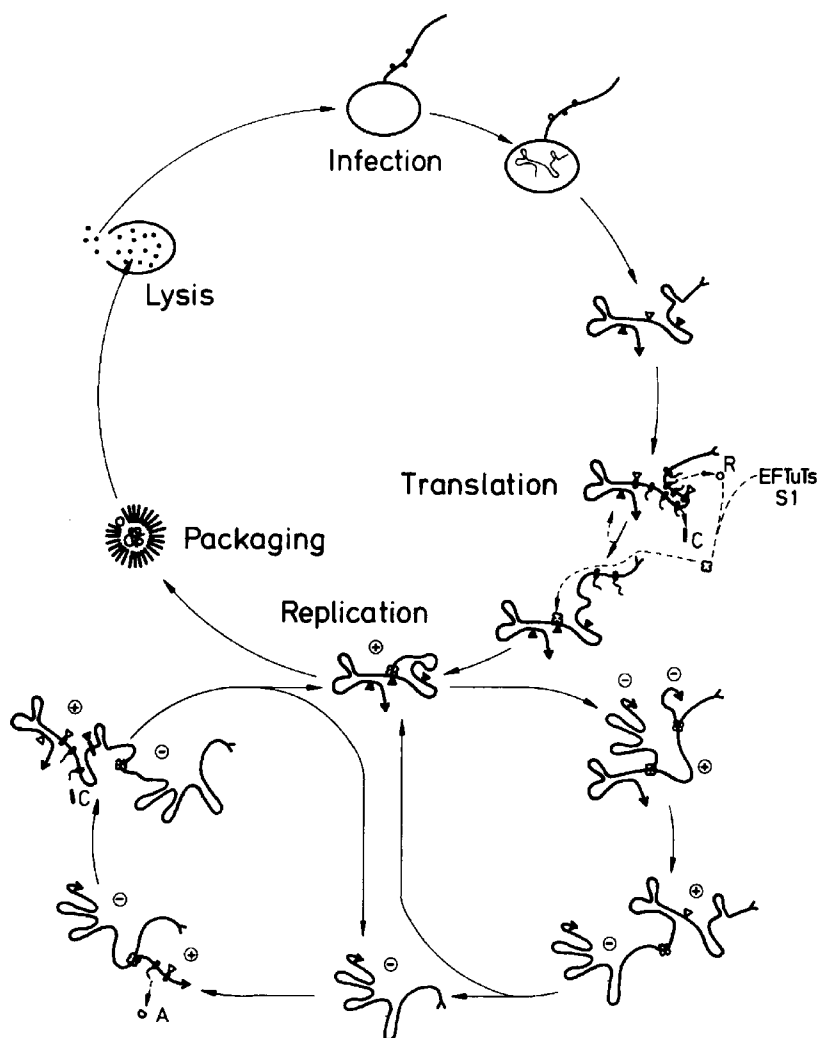 Infection
Lysis
Translation
R
EFTuTs
S1
C
Packaging
Replication
⊕
⊖
⊖
⊕
⊕
⊖
C
⊖
⊕
A
⊖
⊖
⊕